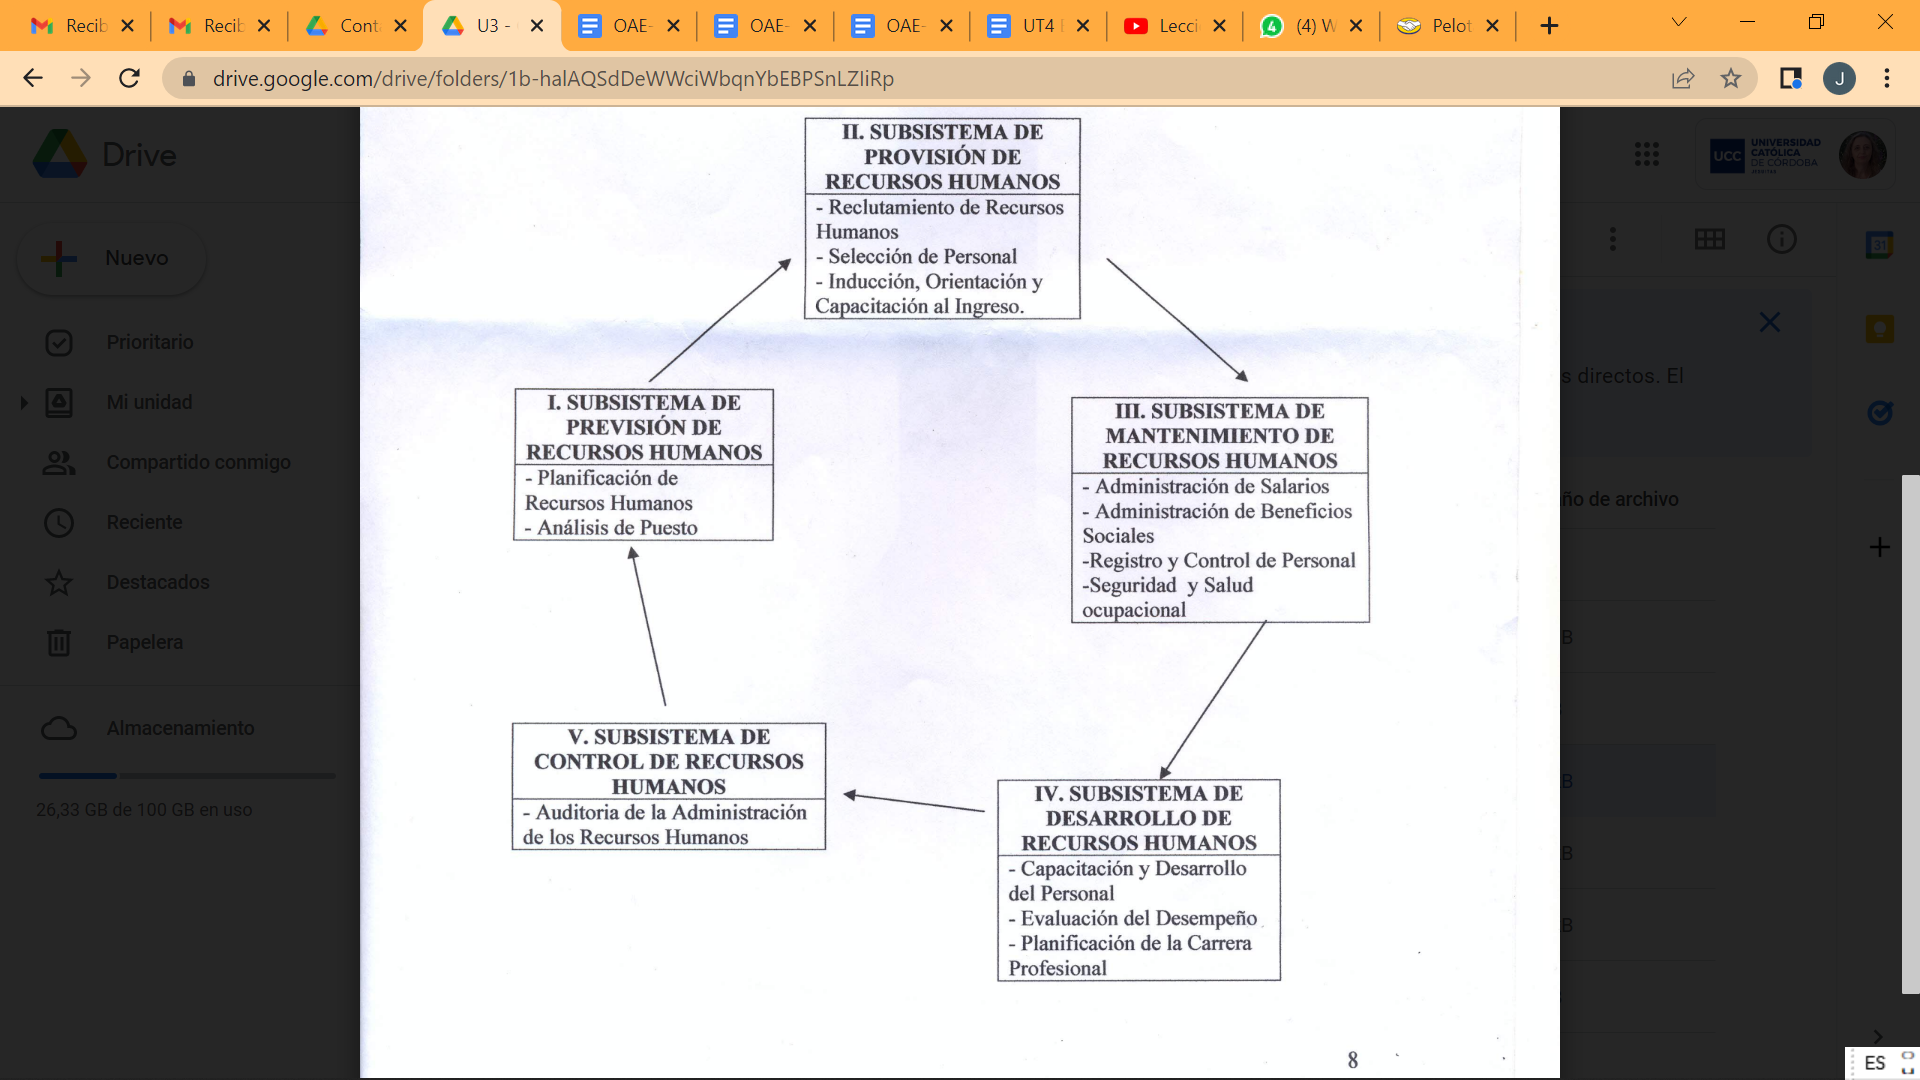 Recib
Recib
Conta
U3 -
OAE-
OAE-
OAE-
UT4
Lecci
(4) W
Pelot
drive.google.com/drive/folders/1b-halAQSdDeWWciWbqnYbEBPSnLZIiRp
J
Drive
UCC
UNIVERSIDAD
CATÓLICA
DE CÓRDOBA
Nuevo
Prioritario
Mi unidad
Compartido conmigo
Reciente
Destacados
Papelera
Almacenamiento
26,33 GB de 100 GB en uso
II. SUBSISTEMA DE
PROVISIÓN DE
RECURSOS HUMANOS
- Reclutamiento de Recursos
Humanos
- Selección de Personal
- Inducción, Orientación y
Capacitación al Ingreso.
I. SUBSISTEMA DE
PREVISIÓN DE
RECURSOS HUMANOS
- Planificación de
Recursos Humanos
- Análisis de Puesto
III. SUBSISTEMA DE
MANTENIMIENTO DE
RECURSOS HUMANOS
- Administración de Salarios
- Administración de Beneficios
Sociales
-Registro y Control de Personal
-Seguridad y Salud
ocupacional
V. SUBSISTEMA DE
CONTROL DE RECURSOS
HUMANOS
- Auditoria de la Administración
de los Recursos Humanos
IV. SUBSISTEMA DE
DESARROLLO DE
RECURSOS HUMANOS
- Capacitación y Desarrollo
del Personal
- Evaluación del Desempeño
- Planificación de la Carrera
Profesional
8
s directos. El
ño de archivo
B
B
B
B
31
ES